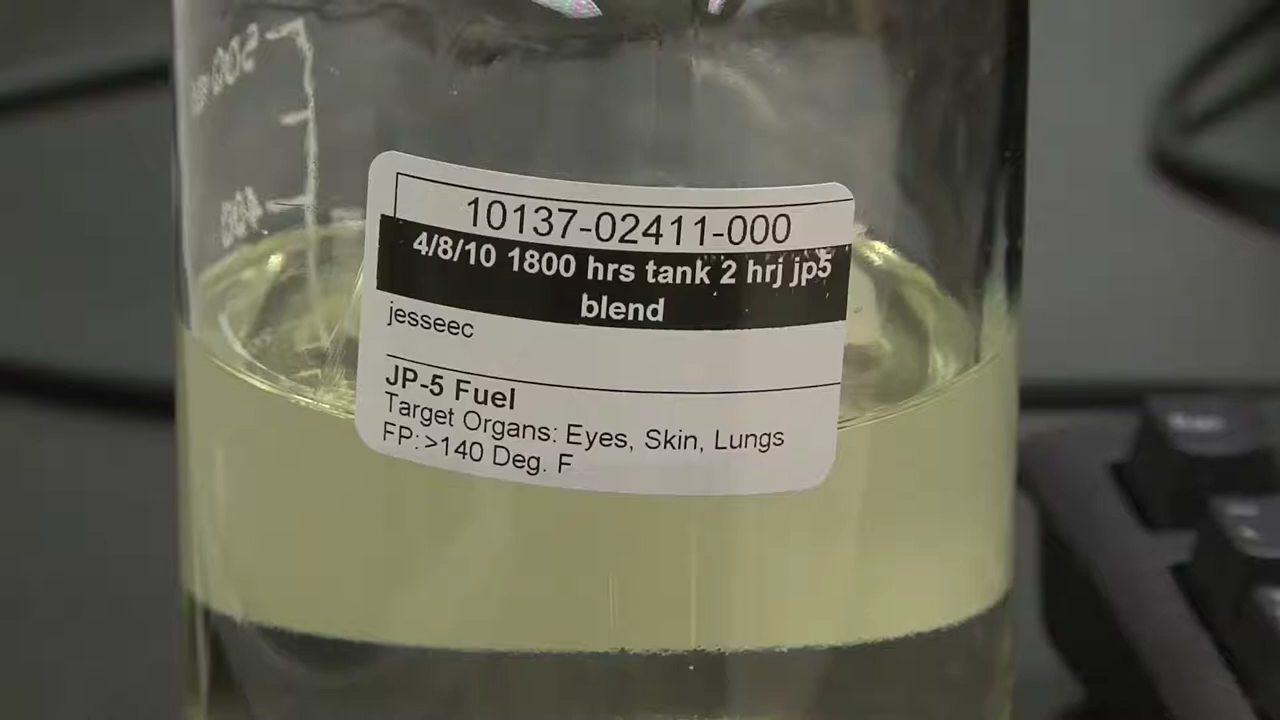 10137-02411-000
4/8/10 1800 hrs tank 2 hrj jp5
blend
jesseec
JP-5 Fuel
Target Organs: Eyes, Skin, Lungs
FP: >140 Deg. F